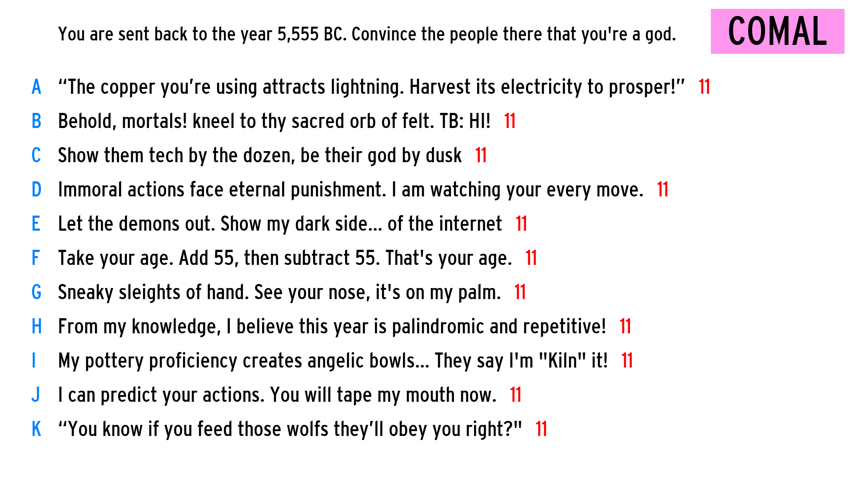 You are sent back to the year 5,555 BC. Convince the people there that you're a god.
COMAL
A “The copper you’re using attracts lightning. Harvest its electricity to prosper!” 11
B Behold, mortals! kneel to thy sacred orb of felt. TB: HI! 11
C Show them tech by the dozen, be their god by dusk 11
D Immoral actions face eternal punishment. I am watching your every move. 11
E Let the demons out. Show my dark side... of the internet 11
F Take your age. Add 55, then subtract 55. That's your age. 11
G Sneaky sleights of hand. See your nose, it's on my palm. 11
H From my knowledge, I believe this year is palindromic and repetitive! 11
I My pottery proficiency creates angelic bowls... They say I'm "Kiln" it! 11
J I can predict your actions. You will tape my mouth now. 11
K “You know if you feed those wolfs they’ll obey you right?" 11